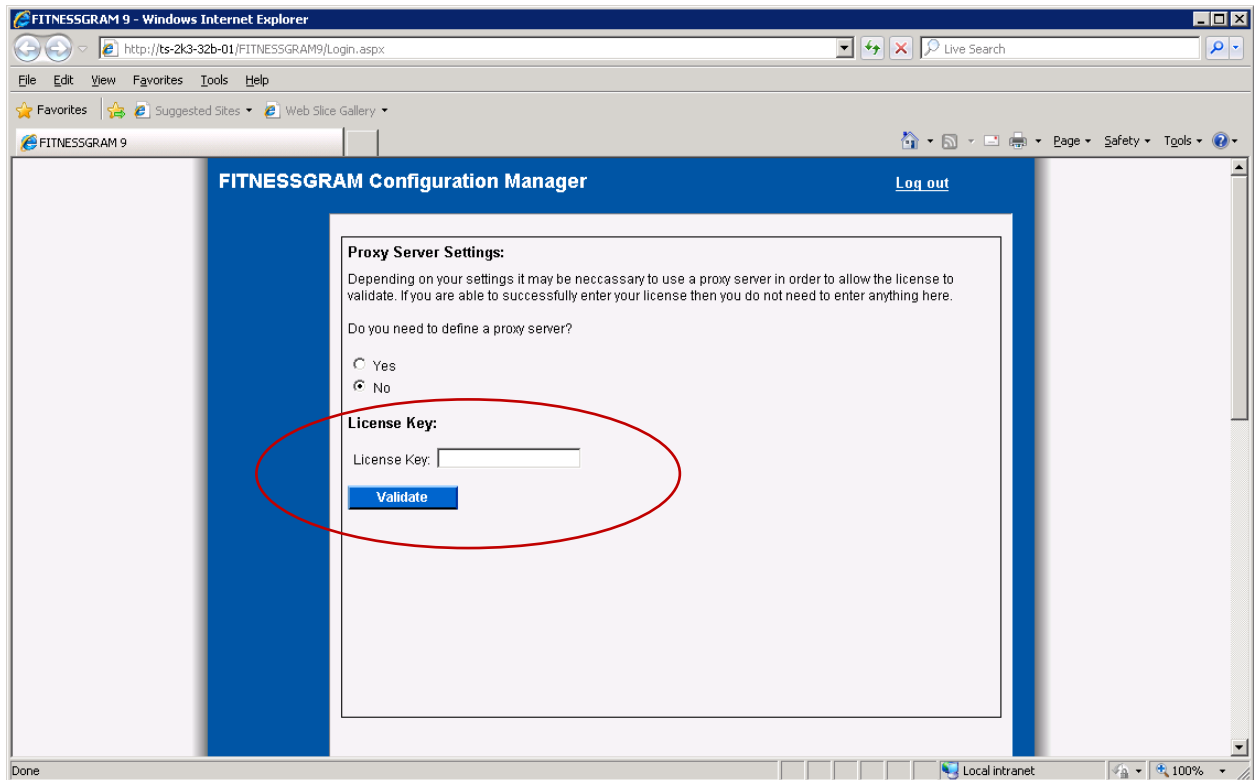 FITNESSGRAM 9 - Windows Internet Explorer
http://ts-2k3-32b-01/FITNESSGRAM9/Login.aspx
Live Search
File Edit View Favorites Tools Help
Favorites Suggested Sites Web Slice Gallery
FITNESSGRAM 9
Page Safety Tools
FITNESSGRAM Configuration Manager
Log out
Proxy Server Settings:
Depending on your settings it may be neccassary to use a proxy server in order to allow the license to
validate. If you are able to successfully enter your license then you do not need to enter anything here.
Do you need to define a proxy server?
Yes
No
License Key:
License Key:
Validate
Done
Local intranet
100%